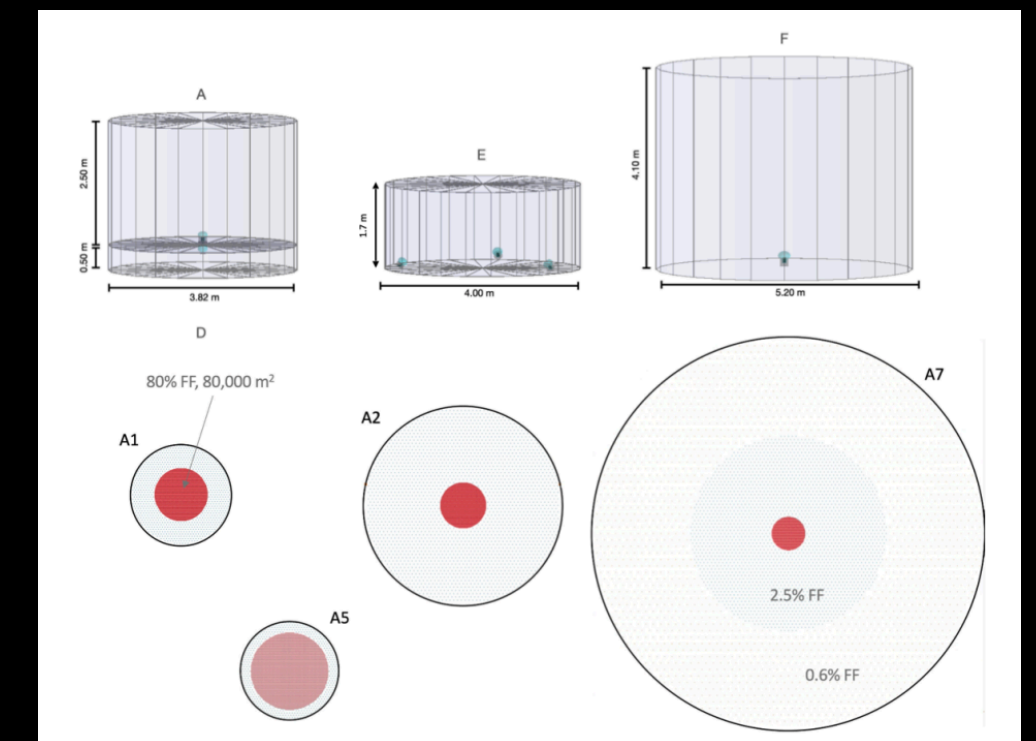 A
2.50 m
0.50 m
3.82 m
E
1.7 m
4.00 m
F
4.10 m
5.20 m
D
80% FF, 80,000 m²
A1
A2
A5
A7
2.5% FF
0.6% FF